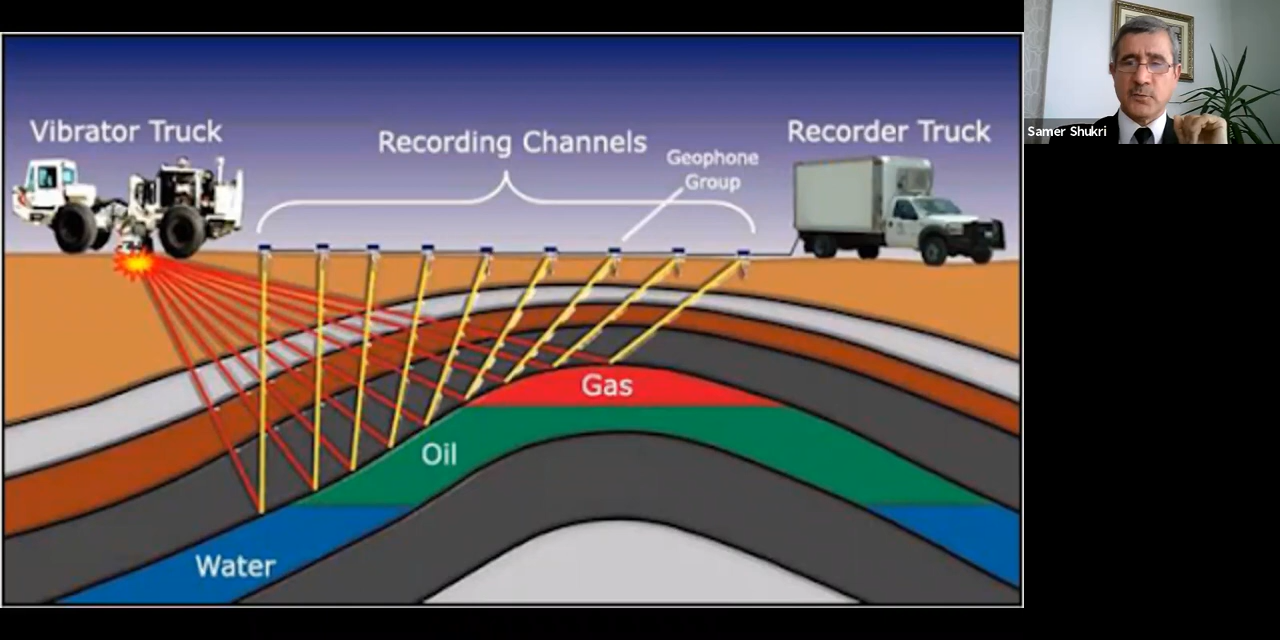 Vibrator Truck
Recording Channels
Geophone
Group
Recorder Truck
Samer Shukri
Gas
Oil
Water